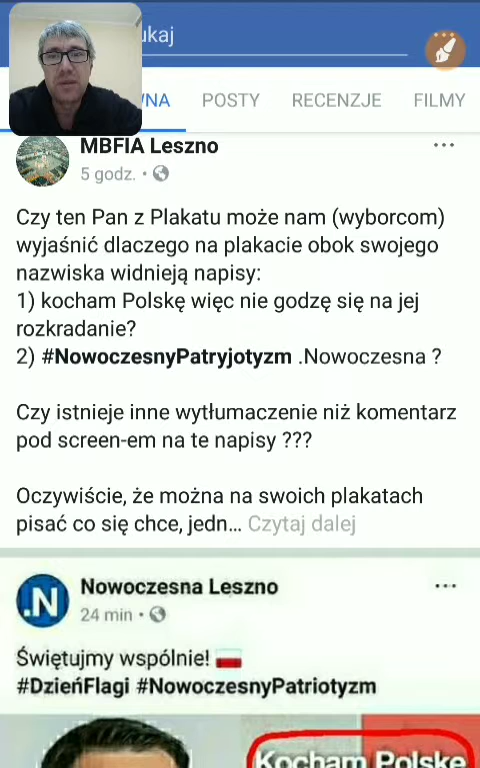 ukaj
WNA POSTY RECENZJE FILMY
MBFIA Leszno
5 godz.
Czy ten Pan z Plakatu może nam (wyborcom)
wyjaśnić dlaczego na plakacie obok swojego
nazwiska widnieją napisy:
1) kocham Polskę więc nie godzę się na jej
rozkradanie?
2) #NowoczesnyPatryjotyzm .Nowoczesna ?
Czy istnieje inne wytłumaczenie niż komentarz
pod screen-em na te napisy ???
Oczywiście, że można na swoich plakatach
pisać co się chce, jedn... Czytaj dalej
.N
Nowoczesna Leszno
24 min
Świętujmy wspólnie!
#DzieńFlagi #NowoczesnyPatriotyzm
Kocham Polskę